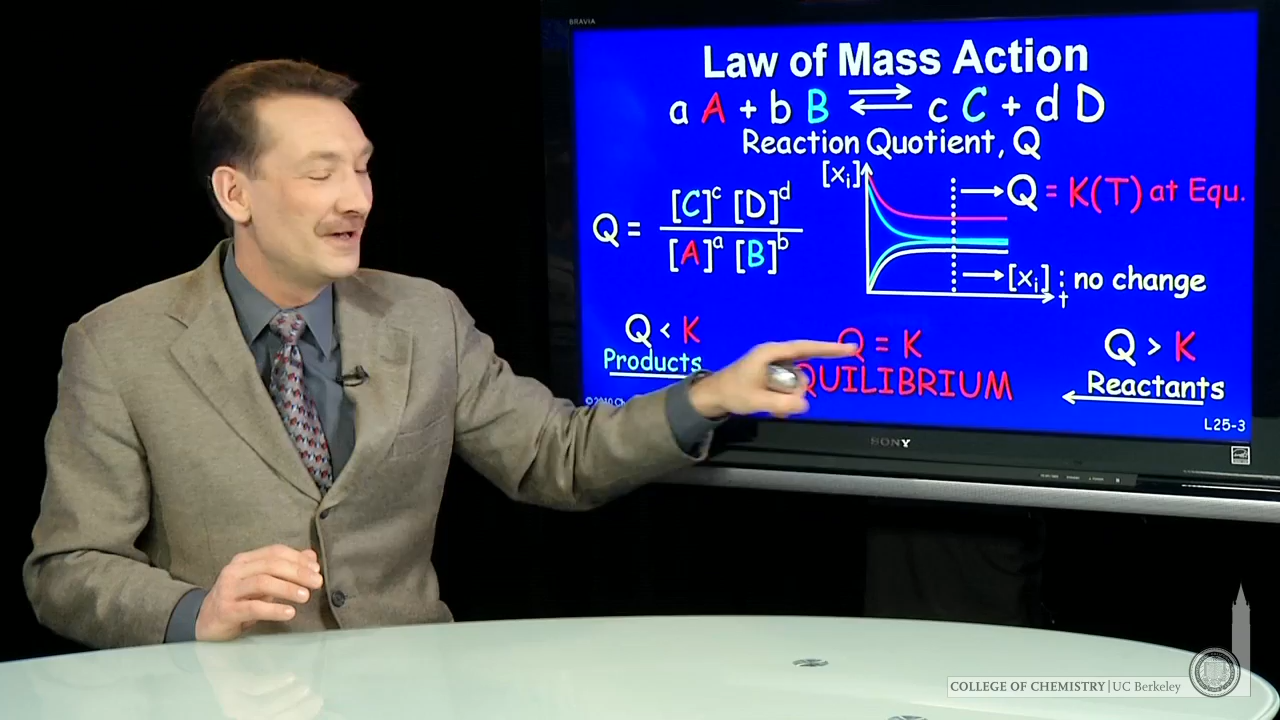 BRAVIA
Law of Mass Action
a A + b B ⇌ c C + d D
Reaction Quotient, Q
Q = [C]ᶜ [D]ᵈ / [A]ᵃ [B]ᵇ
[xᵢ]
→ Q = K(T) at Equ.
→ [xᵢ] : no change
t
Q < K
Products
Q = K
QUILIBRIUM
Q > K
Reactants
L25-3
SONY
COLLEGE OF CHEMISTRY | UC Berkeley